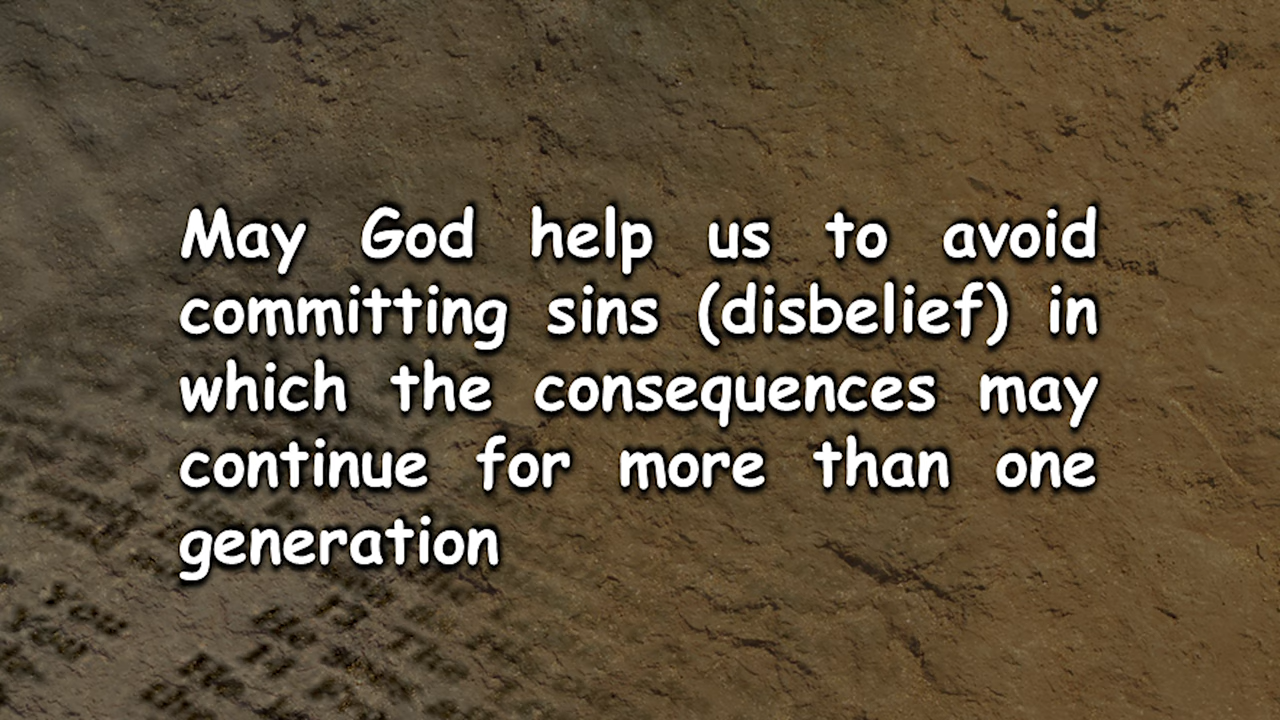 May God help us to avoid
committing sins (disbelief) in
which the consequences may
continue for more than one
generation